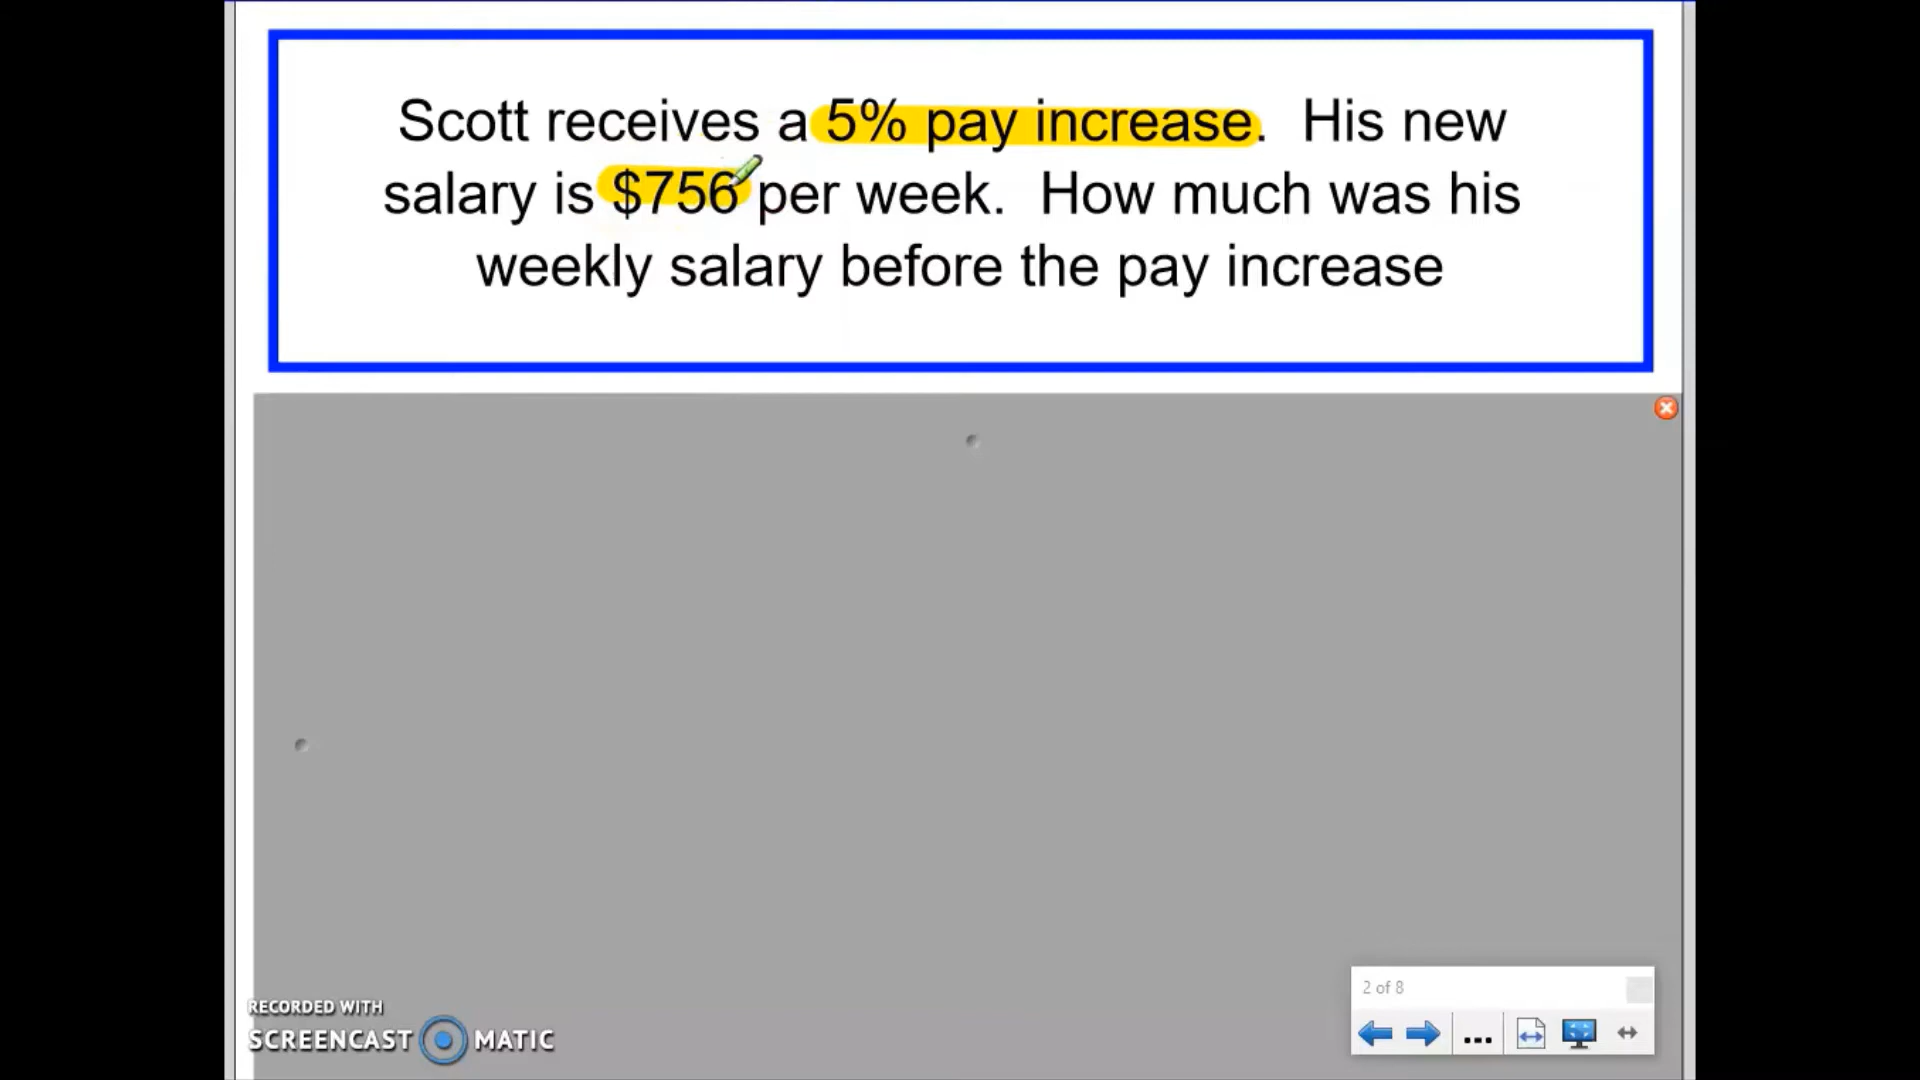 Scott receives a 5% pay increase.  His new
salary is $756 per week.  How much was his
weekly salary before the pay increase
2 of 8
RECORDED WITH
SCREENCAST MATIC